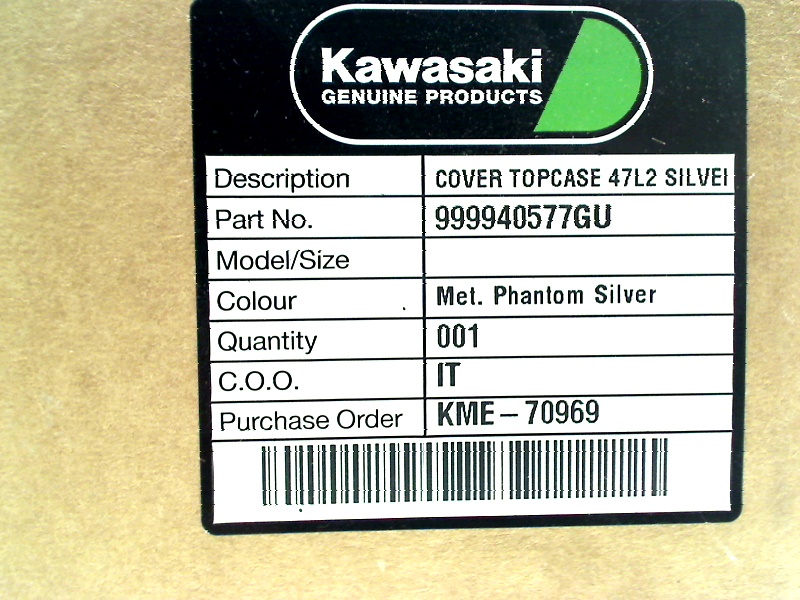 Kawasaki
GENUINE PRODUCTS
Description COVER TOPCASE 47L2 SILVEI
Part No. 999940577GU
Model/Size
Colour Met. Phantom Silver
Quantity 001
C.O.O. IT
Purchase Order KME-70969